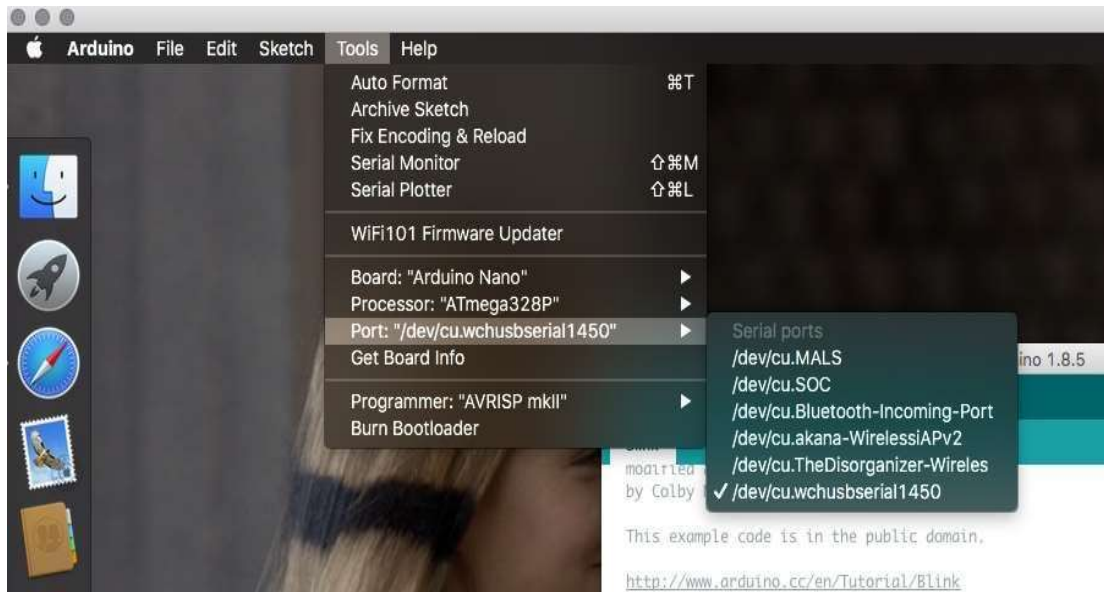 Arduino File Edit Sketch Tools Help
Auto Format ⌘T
Archive Sketch
Fix Encoding & Reload
Serial Monitor ⇧⌘M
Serial Plotter ⇧⌘L
WiFi101 Firmware Updater
Board: "Arduino Nano"
Processor: "ATmega328P"
Port: "/dev/cu.wchusbserial1450"
Get Board Info
Programmer: "AVRISP mkII"
Burn Bootloader
Serial ports
/dev/cu.MALS
/dev/cu.SOC
/dev/cu.Bluetooth-Incoming-Port
/dev/cu.akana-WirelessiAPv2
/dev/cu.TheDisorganizer-Wireles
✓ /dev/cu.wchusbserial1450
ino 1.8.5
modified
by Colby
This example code is in the public domain.
http://www.arduino.cc/en/Tutorial/Blink